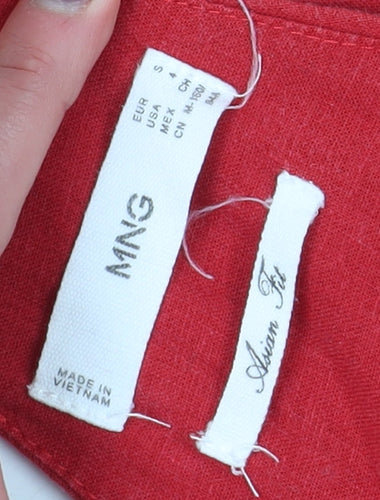 EUR S
USA 4
MEX CH
CN M-160/84A
MNG
MADE IN
VIETNAM
Asian Fit